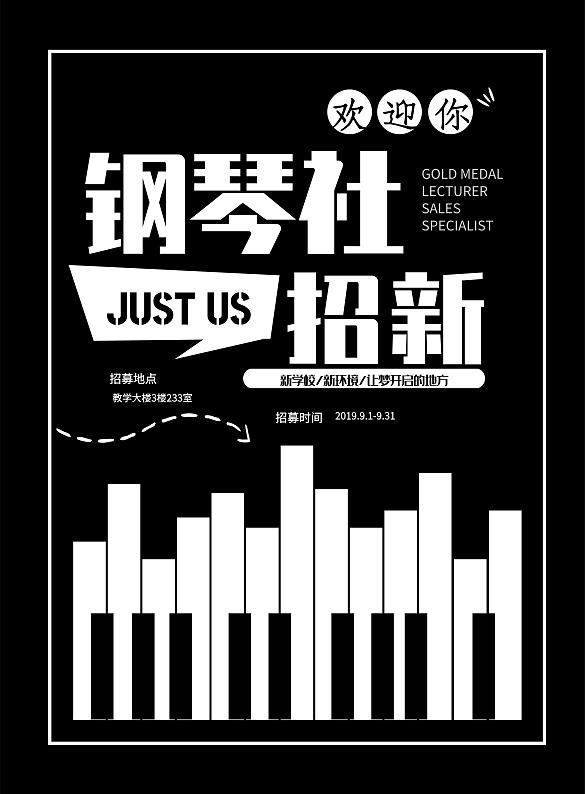 欢迎你
钢琴社
GOLD MEDAL
LECTURER
SALES
SPECIALIST
JUST US
招新
新学校/新环境/让梦开启的地方
招募地点
教学大楼3楼233室
招募时间 2019.9.1-9.31